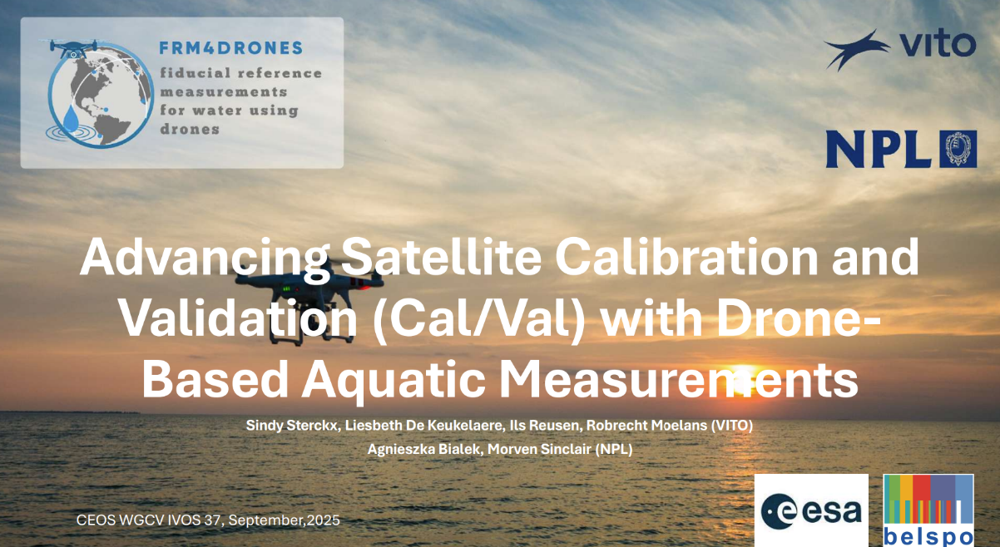 FRM4DRONES
fiducial reference
measurements
for water using
drones
vito
NPL
Advancing Satellite Calibration and
Validation (Cal/Val) with Drone-
Based Aquatic Measurements
Sindy Sterckx, Liesbeth De Keukelaere, Ils Reusen, Robrecht Moelans (VITO)
Agnieszka Bialek, Morven Sinclair (NPL)
CEOS WGCV IVOS 37, September,2025
esa
belspo